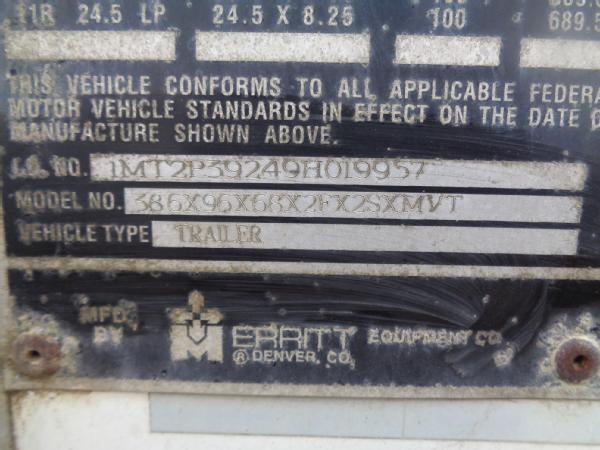 11R 24.5 LP 24.5 X 8.25 100 689.5
THIS VEHICLE CONFORMS TO ALL APPLICABLE FEDERA
MOTOR VEHICLE STANDARDS IN EFFECT ON THE DATE O
MANUFACTURE SHOWN ABOVE.
I.D. NO. 1MT2P39249H019957
MODEL NO. 386X96X68X2FX2SXMVT
VEHICLE TYPE TRAILER
MFD BY M ERRITT EQUIPMENT CO.
® DENVER, CO.